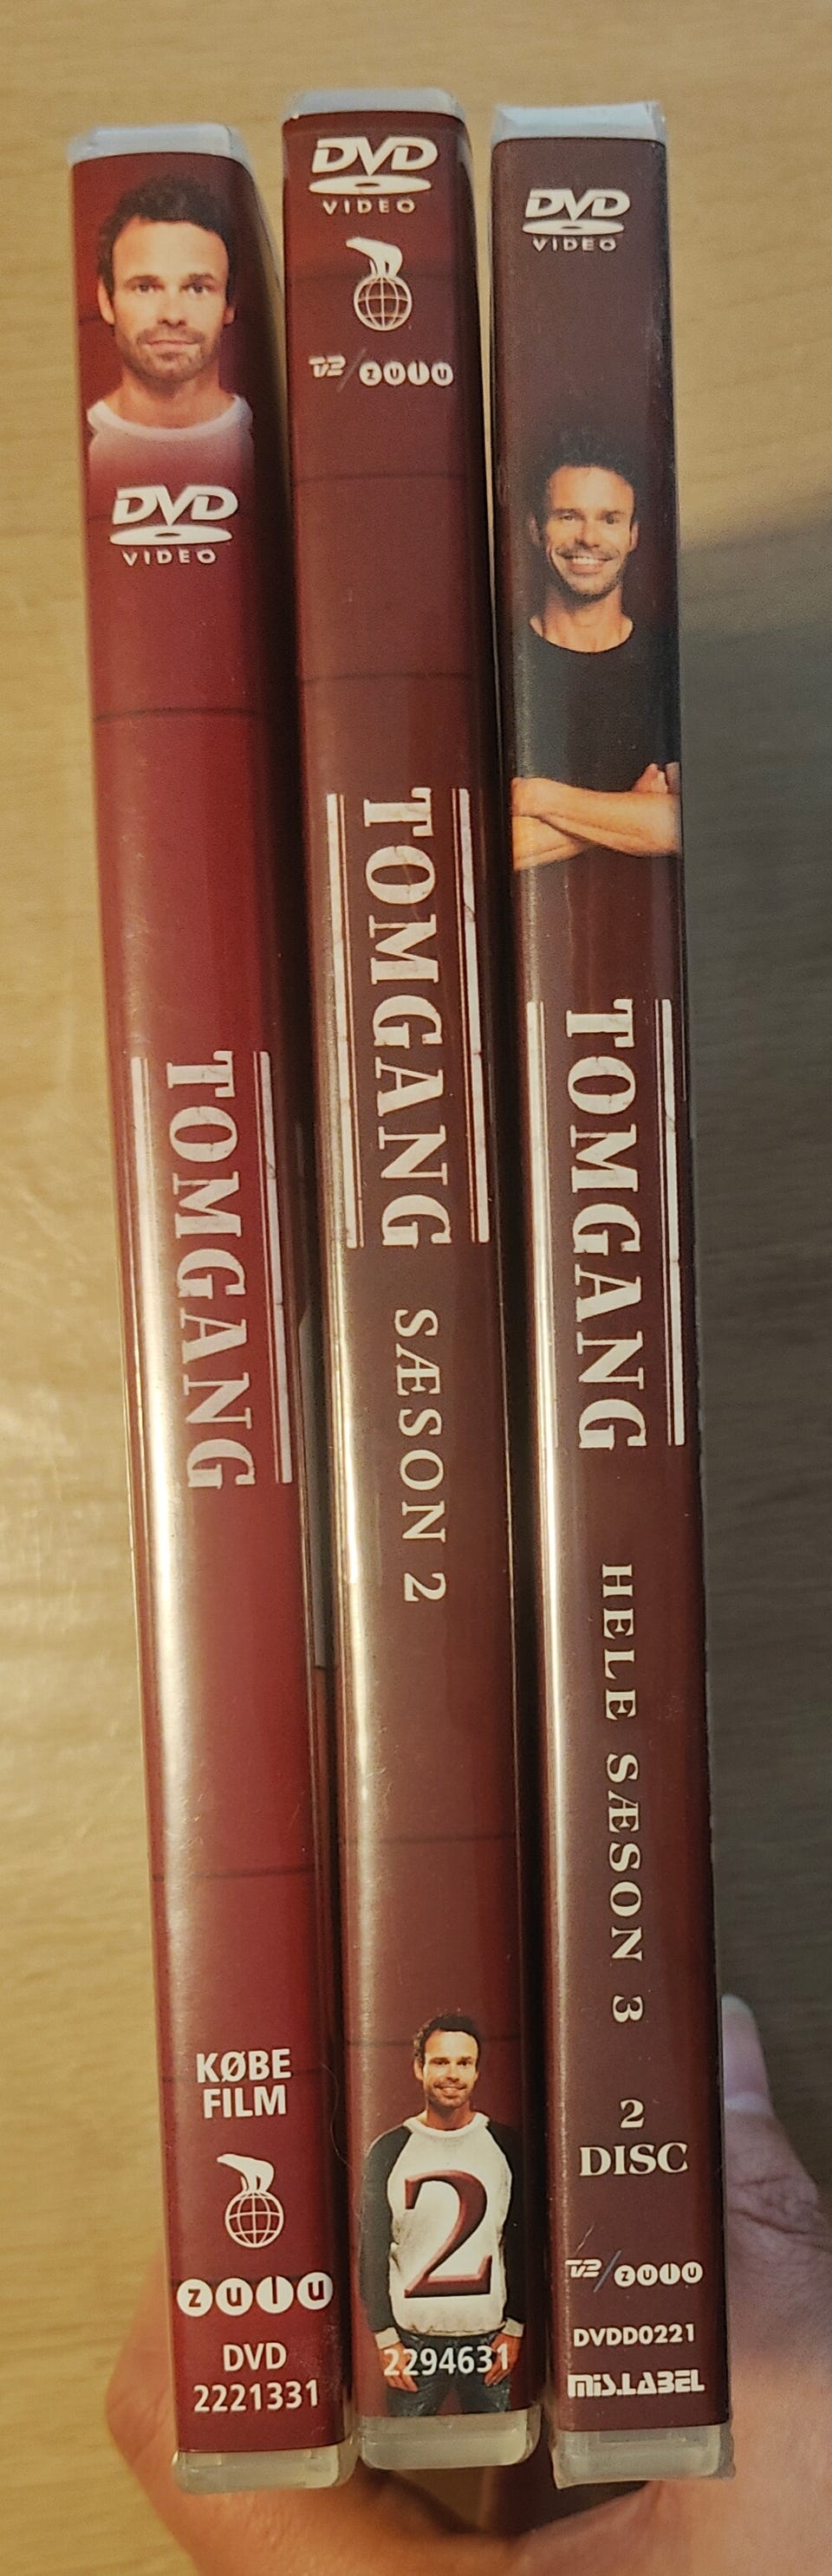 DVD
VIDEO
TOMGANG
KØBE
FILM
zulu
DVD
2221331
DVD
VIDEO
TV2/zulu
TOMGANG
SÆSON 2
2
2294631
DVD
VIDEO
TOMGANG
HELE SÆSON 3
2
DISC
TV2/zulu
DVDD0221
MIS.LABEL